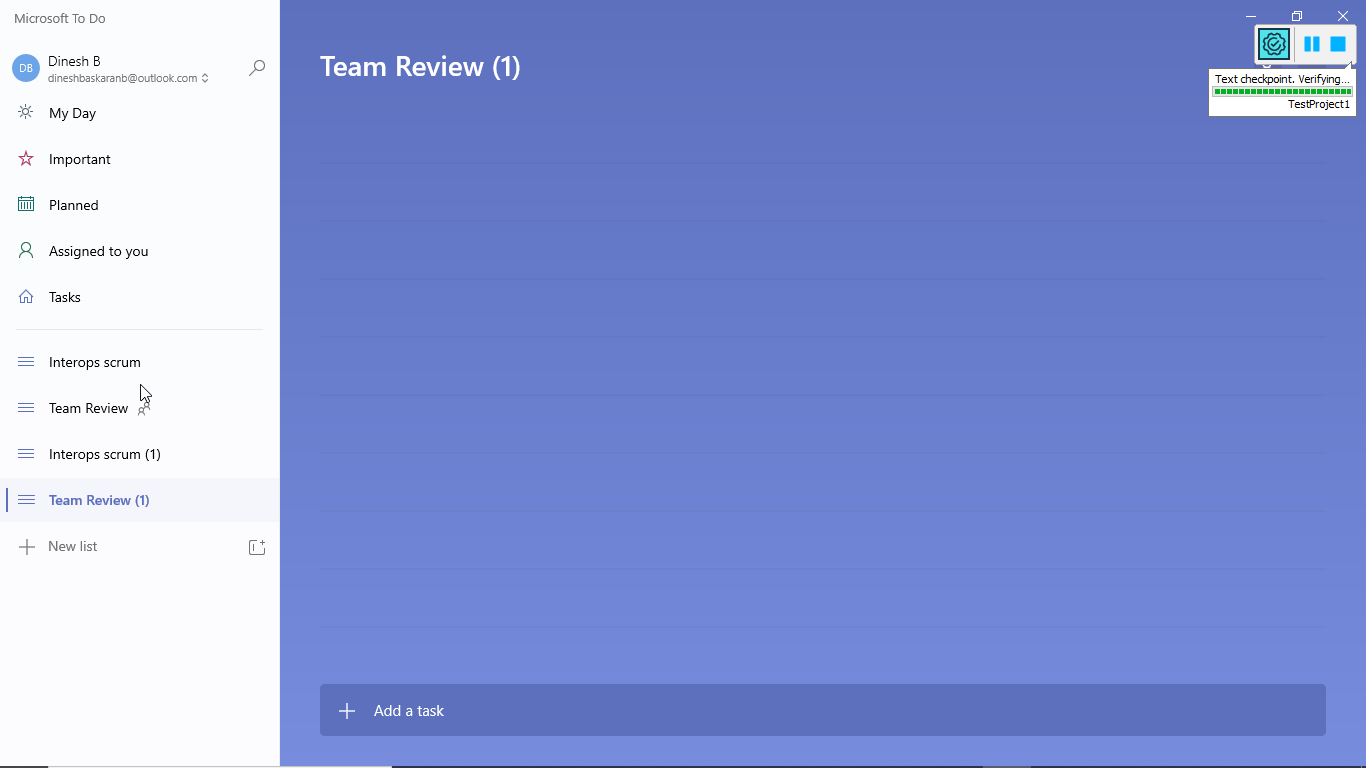 Microsoft To Do
DB
Dinesh B
dineshbaskaranb@outlook.com
My Day
Important
Planned
Assigned to you
Tasks
Interops scrum
Team Review
Interops scrum (1)
Team Review (1)
New list
Team Review (1)
Text checkpoint. Verifying...
TestProject1
Add a task